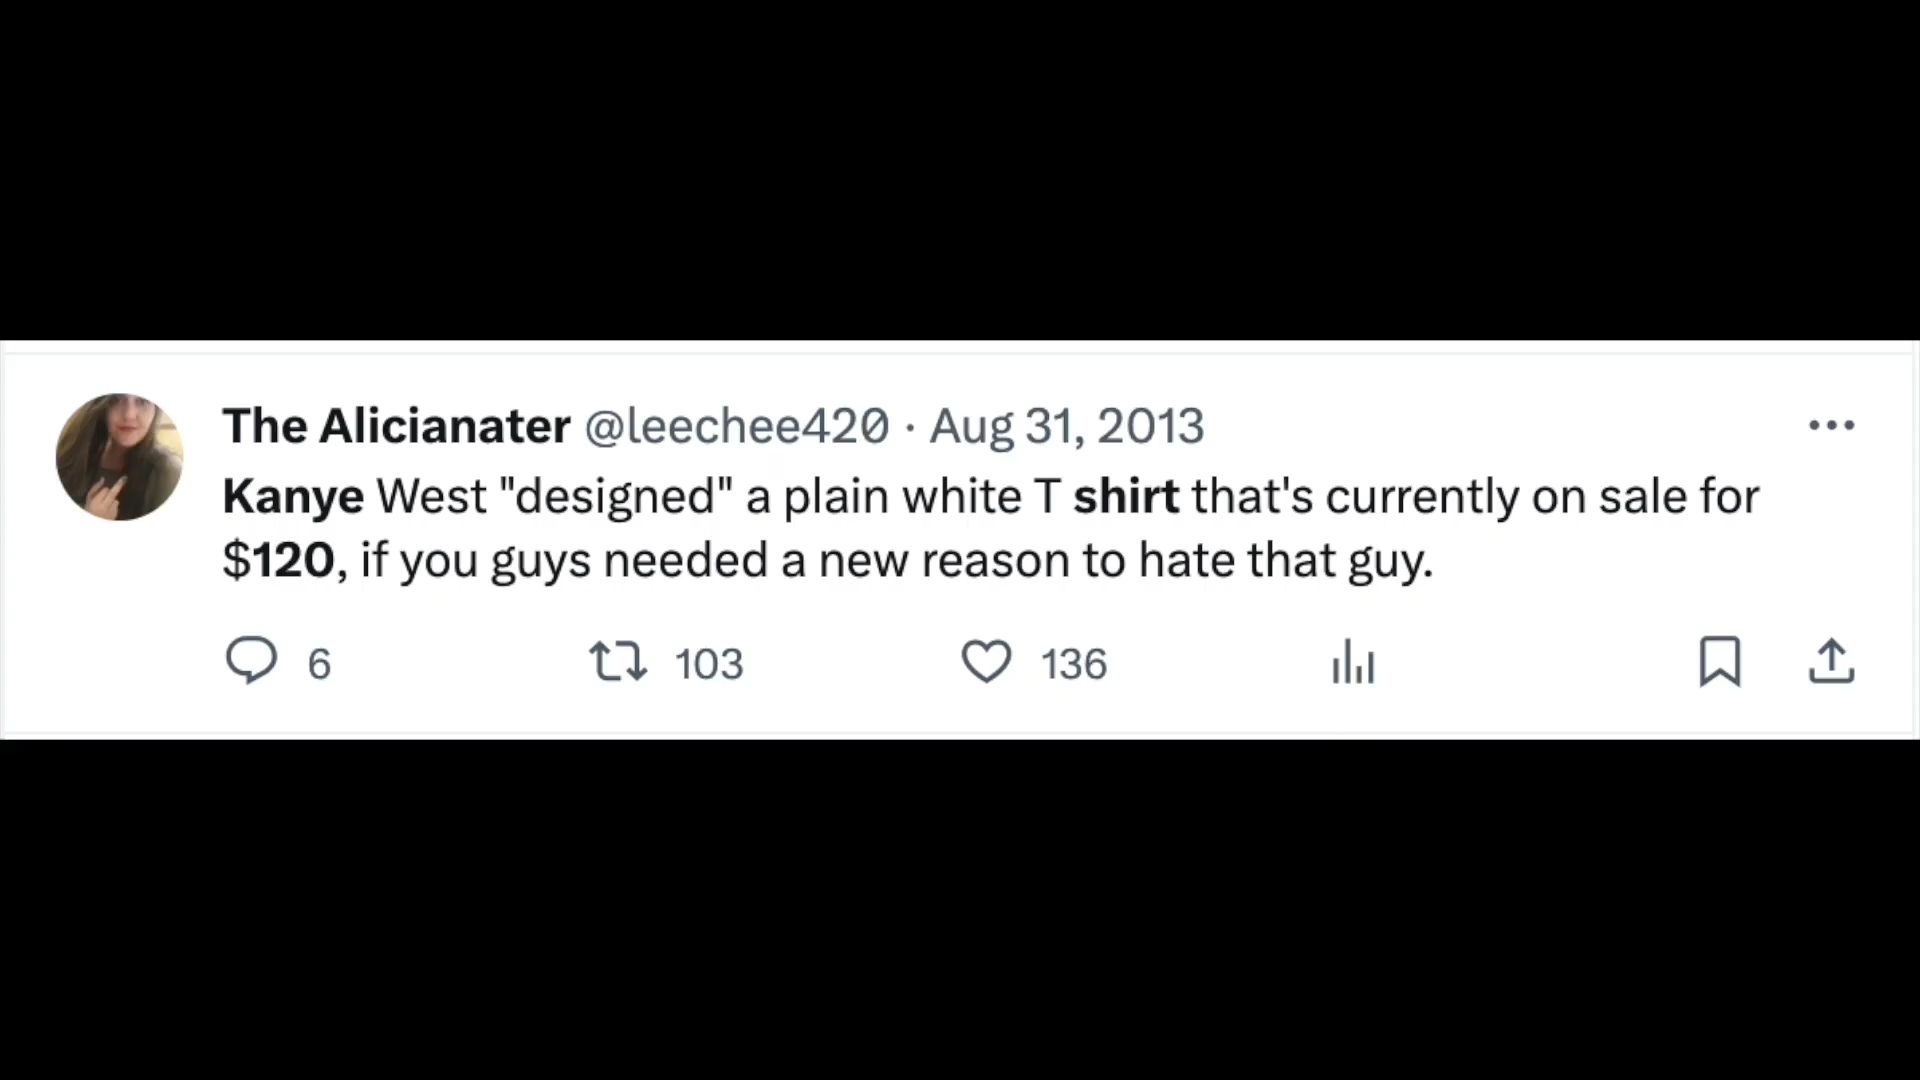 The Alicianater @leechee420 · Aug 31, 2013
Kanye West "designed" a plain white T shirt that's currently on sale for
$120, if you guys needed a new reason to hate that guy.
6 103 136